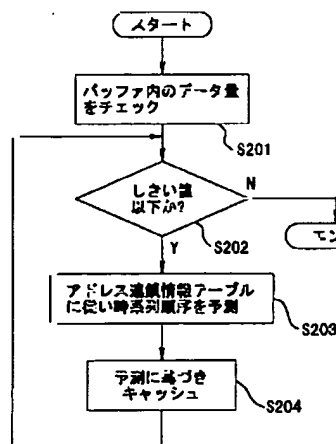 スタート
バッファ内のデータ量
をチェック
S201
しきい値
以下か?
N
S202
Y
エン
アドレス連鎖情報テーブル
に従い時系列順序を予測
S203
予測に基づき
キャッシュ
S204